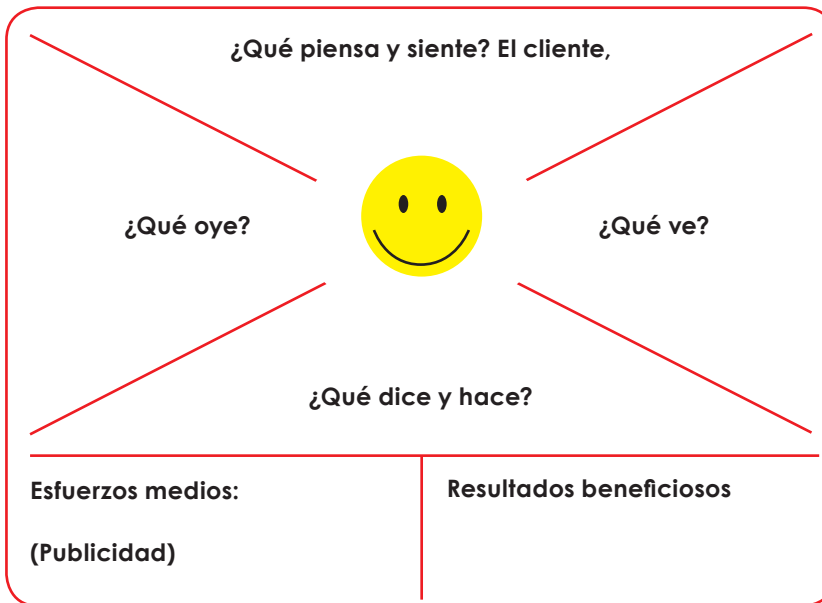 ¿Qué piensa y siente? El cliente,
¿Qué oye?
¿Qué ve?
¿Qué dice y hace?
Esfuerzos medios:
(Publicidad)
Resultados beneficiosos